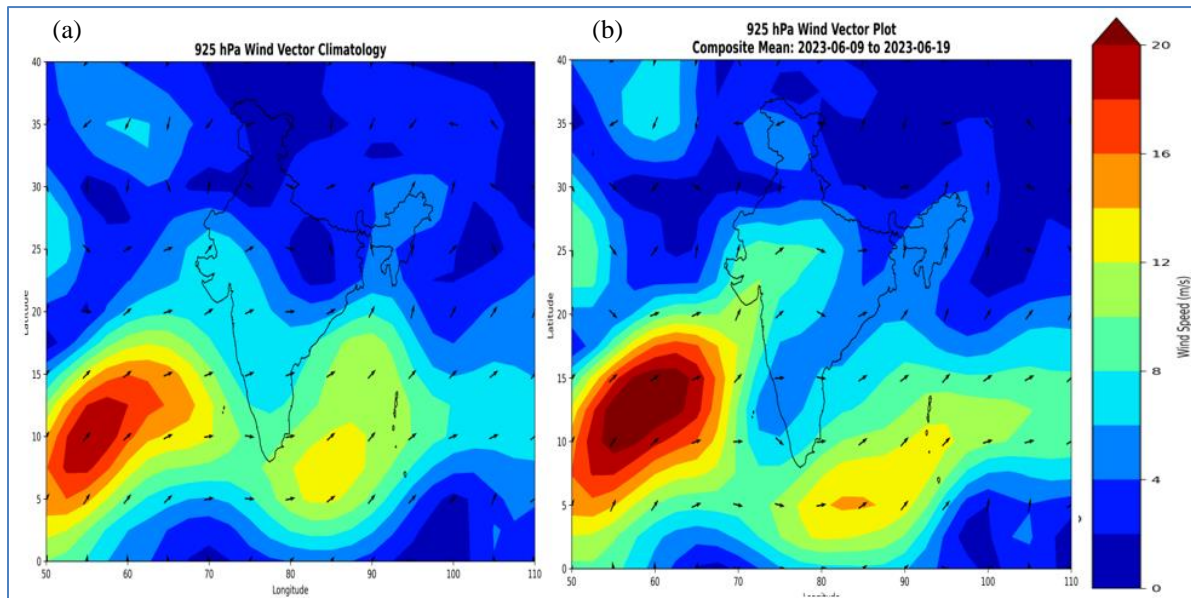 (a)
925 hPa Wind Vector Climatology
40
35
30
25
20
15
10
5
0
50 60 70 80 90 100 110
Latitude
Longitude
(b)
925 hPa Wind Vector Plot
Composite Mean: 2023-06-09 to 2023-06-19
40
35
30
25
20
15
10
5
0
50 60 70 80 90 100 110
Latitude
Longitude
20
16
12
8
4
0
Wind Speed (m/s)